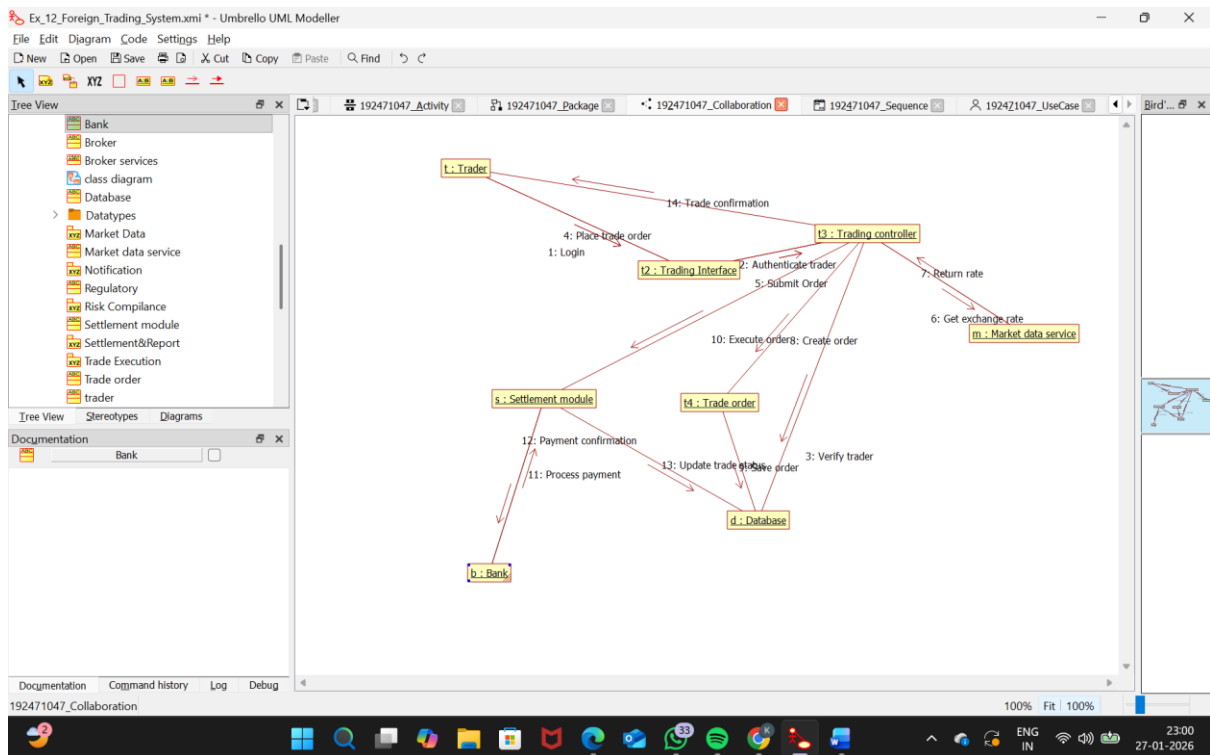 Ex_12_Foreign_Trading_System.xmi * - Umbrello UML Modeller
File Edit Diagram Code Settings Help
New Open Save Cut Copy Paste Find
XYZ XYZ A.B A.B
Tree View
192471047_Activity 192471047_Package 192471047_Collaboration 192471047_Sequence 192471047_UseCase
Bird'...
Bank
Broker
Broker services
class diagram
Database
Datatypes
Market Data
Market data service
Notification
Regulatory
Risk Compilance
Settlement module
Settlement&Report
Trade Execution
Trade order
trader
Tree View Stereotypes Diagrams
Documentation
Bank
Documentation Command history Log Debug
t : Trader
14: Trade confirmation
t3 : Trading controller
4: Place trade order
1: Login
t2 : Trading Interface
2: Authenticate trader
5: Submit Order
7: Return rate
6: Get exchange rate
m : Market data service
10: Execute order
8: Create order
s : Settlement module
t4 : Trade order
12: Payment confirmation
11: Process payment
13: Update trade status
9: Save order
3: Verify trader
d : Database
b : Bank
192471047_Collaboration
100% Fit 100%
2
33
K
ENG
IN
23:00
27-01-2026